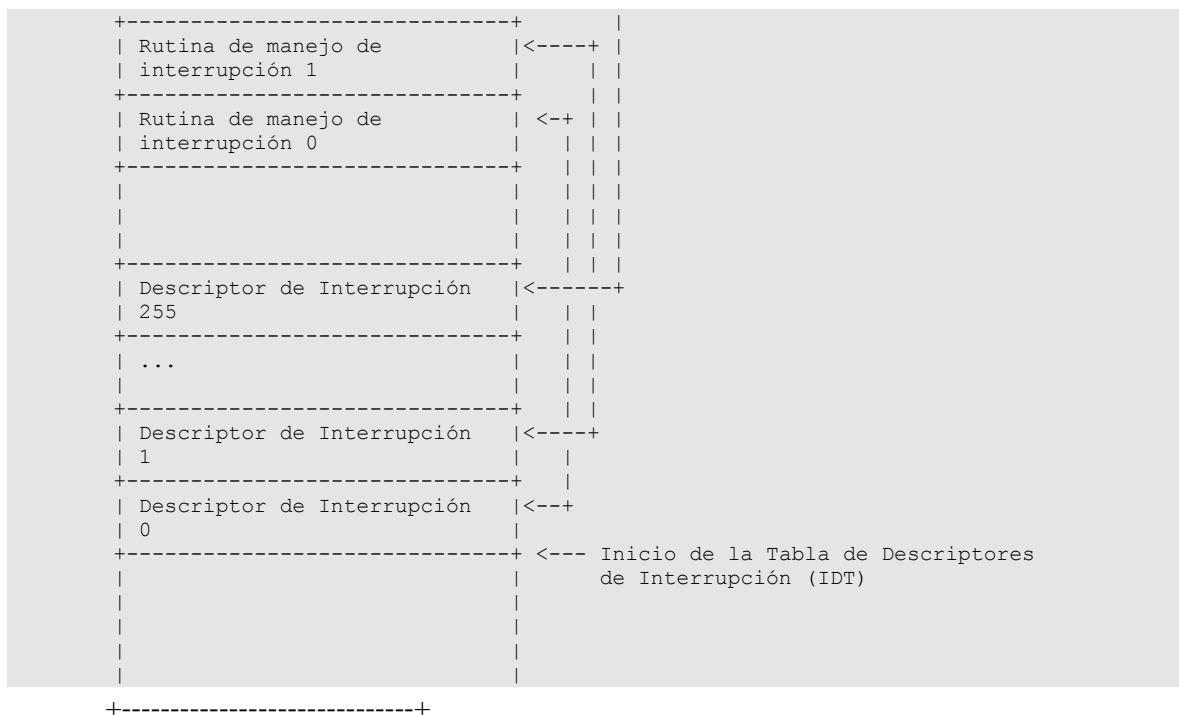 +------------------------------+       |
| Rutina de manejo de          |<----+ |
| interrupción 1               |     | |
+------------------------------+     | |
| Rutina de manejo de          | <-+ | |
| interrupción 0               |   | | |
+------------------------------+   | | |
|                              |   | | |
|                              |   | | |
|                              |   | | |
+------------------------------+   | | |
| Descriptor de Interrupción   |<------+
| 255                          |   | |
+------------------------------+   | |
| ...                          |   | |
|                              |   | |
+------------------------------+   | |
| Descriptor de Interrupción   |<----+
| 1                            |   |
+------------------------------+   |
| Descriptor de Interrupción   |<--+
| 0                            |
+------------------------------+ <--- Inicio de la Tabla de Descriptores
|                              |      de Interrupción (IDT)
|                              |
|                              |
|                              |
|                              |
+------------------------------+